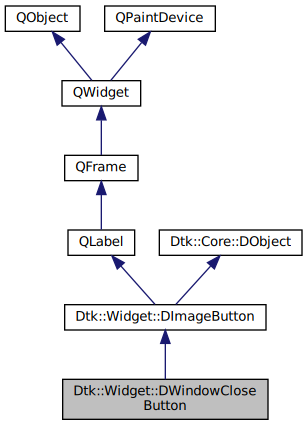 QObject
QPaintDevice
QWidget
QFrame
QLabel
Dtk::Core::DObject
Dtk::Widget::DImageButton
Dtk::Widget::DWindowClose
Button